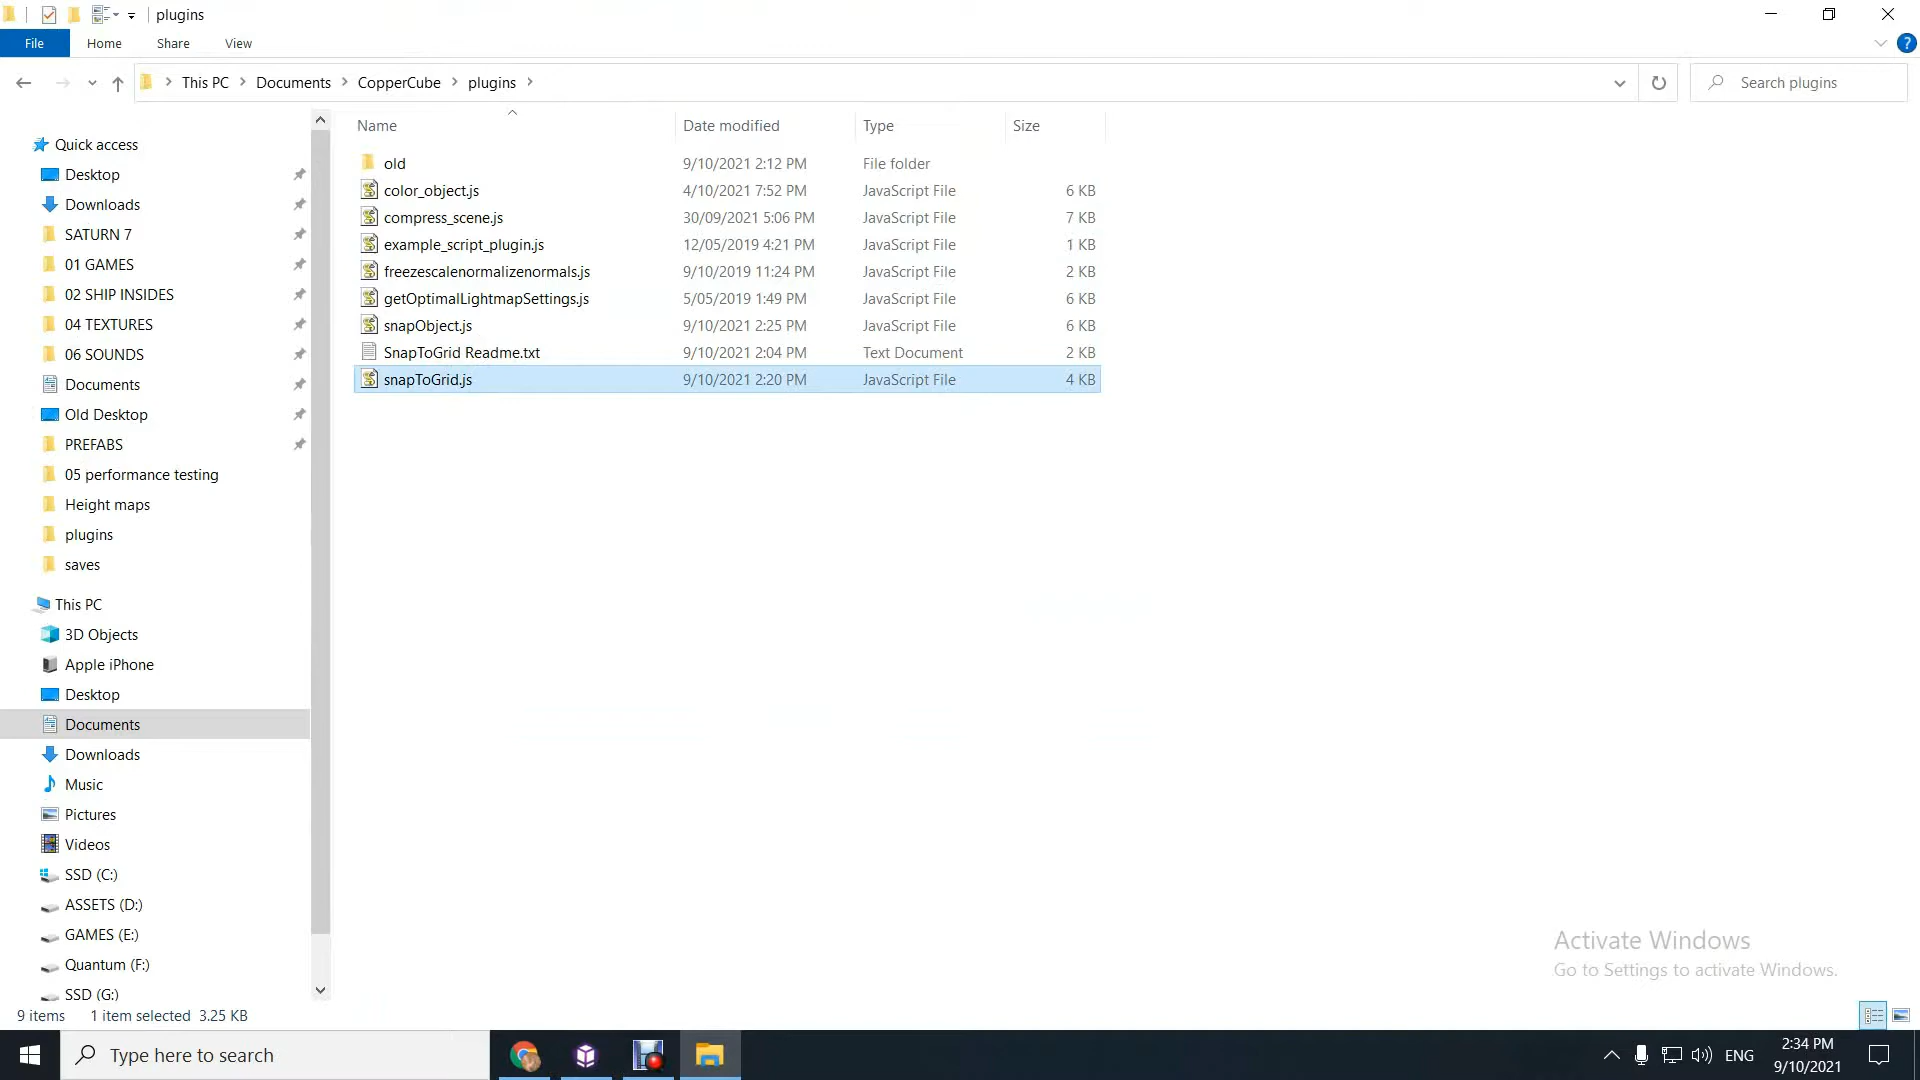 plugins
File Home Share View
This PC Documents CopperCube plugins Search plugins
Name Date modified Type Size
old 9/10/2021 2:12 PM File folder
color_object.js 4/10/2021 7:52 PM JavaScript File 6 KB
compress_scene.js 30/09/2021 5:06 PM JavaScript File 7 KB
example_script_plugin.js 12/05/2019 4:21 PM JavaScript File 1 KB
freezescalenormalizenormals.js 9/10/2019 11:24 PM JavaScript File 2 KB
getOptimalLightmapSettings.js 5/05/2019 1:49 PM JavaScript File 6 KB
snapObject.js 9/10/2021 2:25 PM JavaScript File 6 KB
SnapToGrid Readme.txt 9/10/2021 2:04 PM Text Document 2 KB
snapToGrid.js 9/10/2021 2:20 PM JavaScript File 4 KB
Quick access
Desktop
Downloads
SATURN 7
01 GAMES
02 SHIP INSIDES
04 TEXTURES
06 SOUNDS
Documents
Old Desktop
PREFABS
05 performance testing
Height maps
plugins
saves
This PC
3D Objects
Apple iPhone
Desktop
Documents
Downloads
Music
Pictures
Videos
SSD (C:)
ASSETS (D:)
GAMES (E:)
Quantum (F:)
SSD (G:)
Activate Windows
Go to Settings to activate Windows.
9 items 1 item selected 3.25 KB
Type here to search
ENG
2:34 PM
9/10/2021